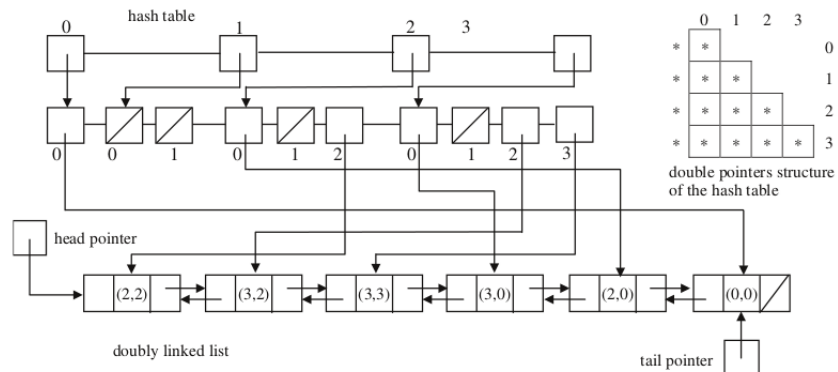 hash table
0 1 2 3
0 0 1 0 1 2 0 1 2 3
0 1 2 3
* * 0
* * * 1
* * * * 2
* * * * * 3
double pointers structure
of the hash table
head pointer
(2,2) (3,2) (3,3) (3,0) (2,0) (0,0)
doubly linked list
tail pointer